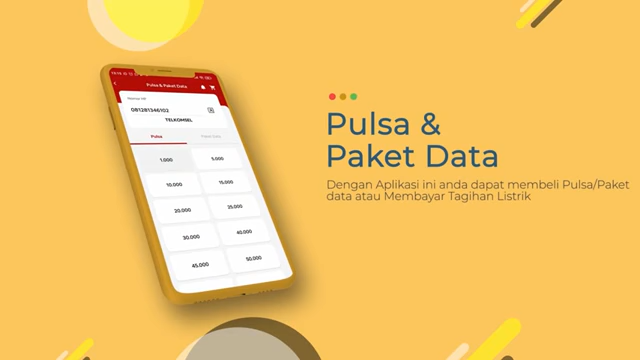 Pulsa & Paket Data
081281346102
TELKOMSEL
Pulsa
Paket Data
1.000
5.000
10.000
15.000
20.000
25.000
30.000
40.000
45.000
50.000
Pulsa &
Paket Data
Dengan Aplikasi ini anda dapat membeli Pulsa/Paket
data atau Membayar Tagihan Listrik